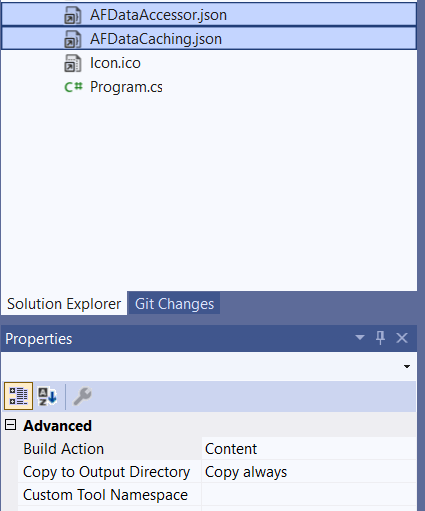 AFDataAccessor.json
AFDataCaching.json
Icon.ico
C# Program.cs
Solution Explorer Git Changes
Properties
A Z
Advanced
Build Action Content
Copy to Output Directory Copy always
Custom Tool Namespace